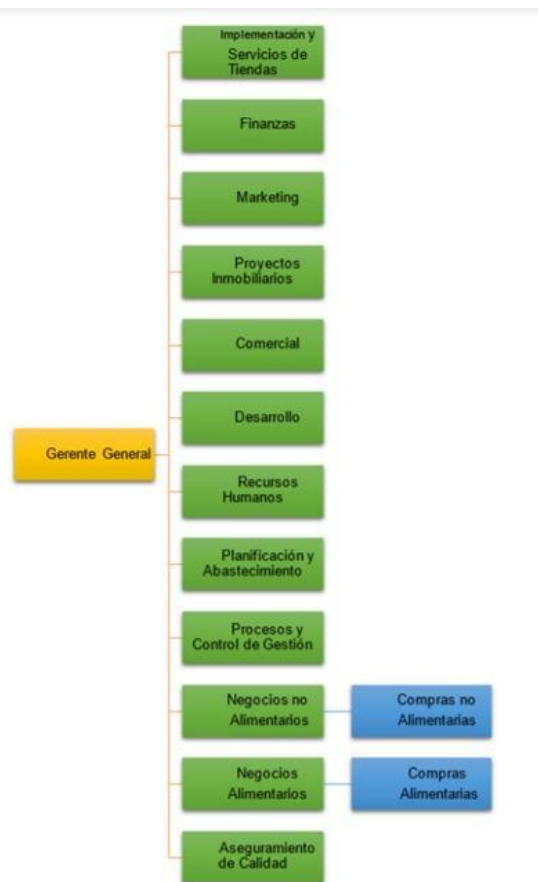 Implementación y
Servicios de
Tiendas
Finanzas
Marketing
Proyectos
Inmobiliarios
Comercial
Desarrollo
Gerente General
Recursos
Humanos
Planificación y
Abastecimiento
Procesos y
Control de Gestión
Negocios no
Alimentarios
Compras no
Alimentarias
Negocios
Alimentarios
Compras
Alimentarias
Aseguramiento
de Calidad